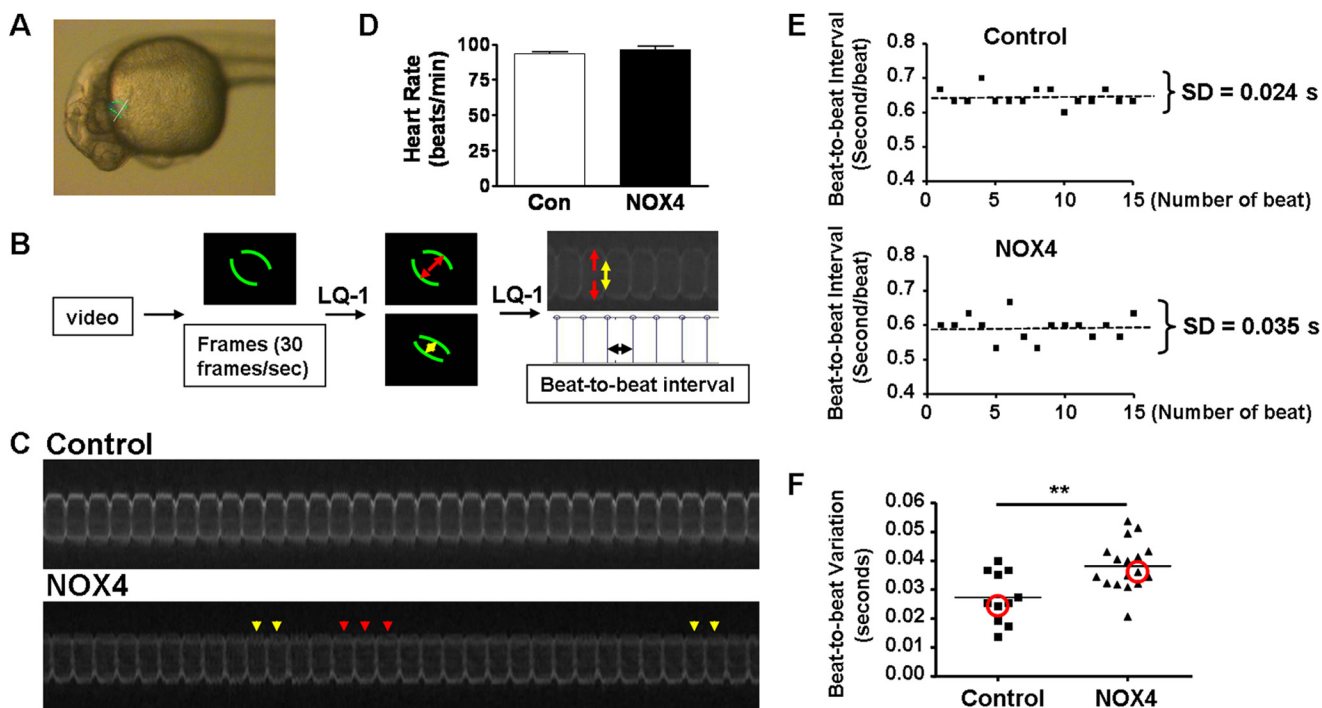 A
B
video
Frames (30
frames/sec)
LQ-1
LQ-1
Beat-to-beat interval
C
Control
NOX4
D
Heart Rate
(beats/min)
100
75
50
25
0
Con
NOX4
E
Control
Beat-to-beat Interval
(Second/beat)
0.8
0.7
0.6
0.5
0.4
0
5
10
15
(Number of beat)
SD = 0.024 s
NOX4
Beat-to-beat Interval
(Second/beat)
0.8
0.7
0.6
0.5
0.4
0
5
10
15
(Number of beat)
SD = 0.035 s
F
Beat-to-beat Variation
(seconds)
0.06
0.05
0.04
0.03
0.02
0.01
0.00
**
Control
NOX4